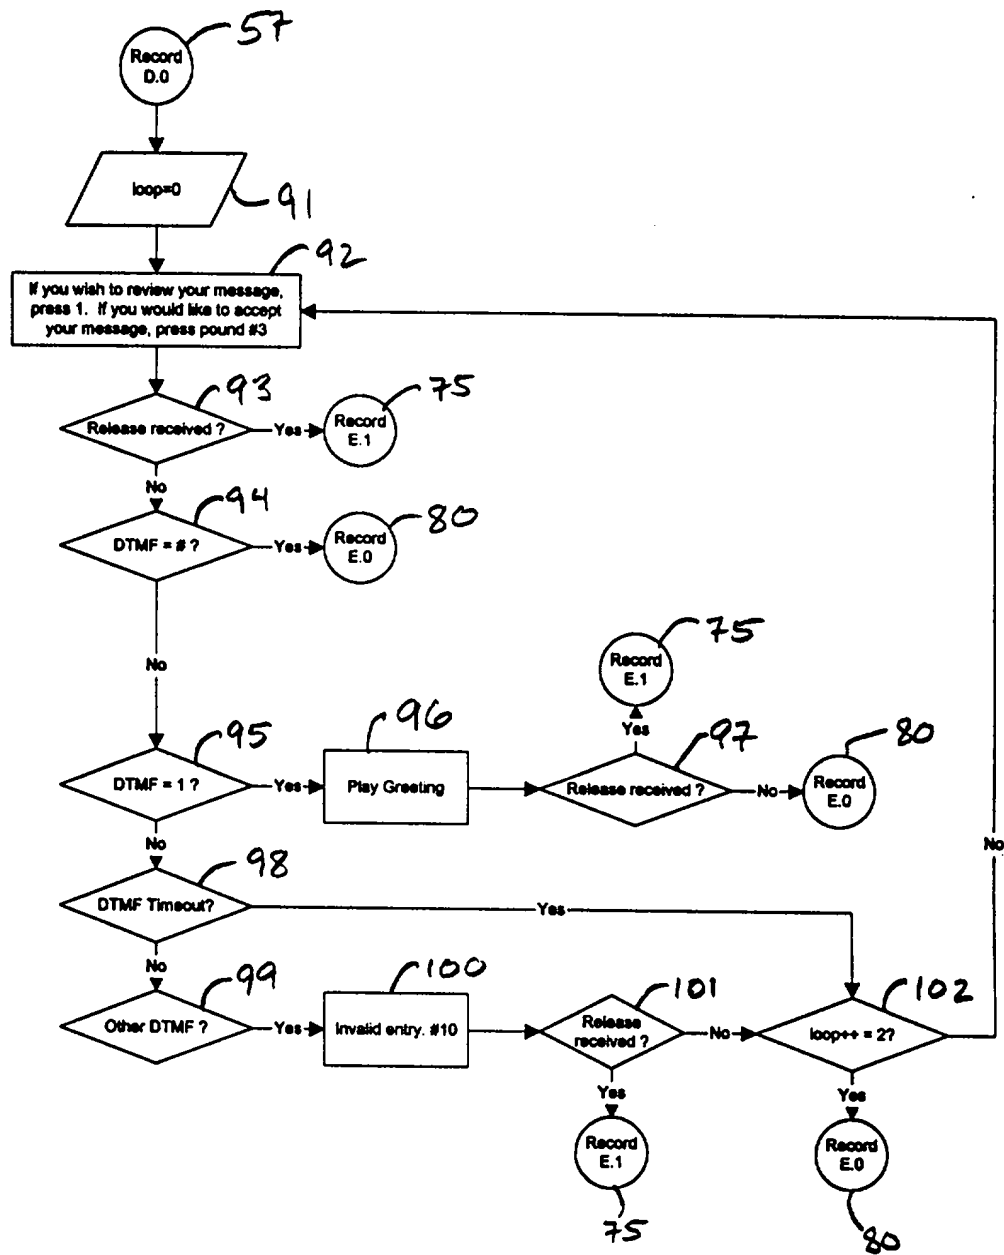 57
Record
D.0
loop=0
91
92
If you wish to review your message,
press 1. If you would like to accept
your message, press pound #3
93
Release received ?
Yes
75
Record
E.1
No
94
DTMF = # ?
Yes
80
Record
E.0
No
75
Record
E.1
Yes
95
DTMF = 1 ?
Yes
96
Play Greeting
97
Release received ?
No
80
Record
E.0
No
No
98
DTMF Timeout?
Yes
No
99
Other DTMF ?
Yes
100
Invalid entry. #10
101
Release
received ?
No
102
loop++ = 2?
Yes
Record
E.1
75
Yes
Record
E.0
80